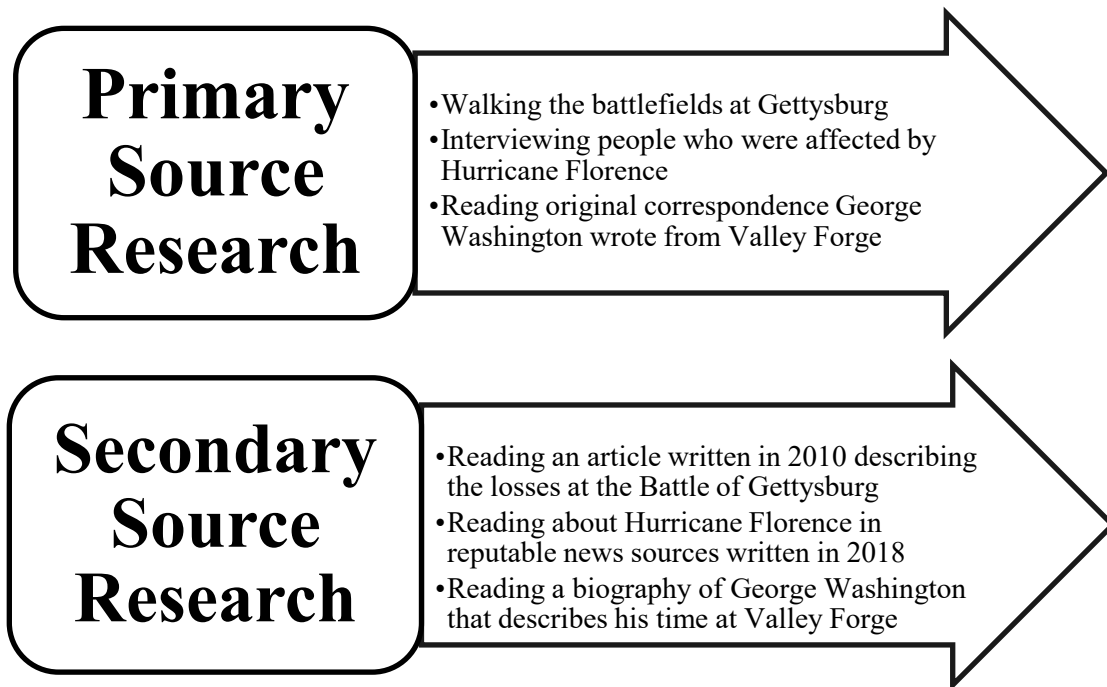 Primary
Source
Research
•Walking the battlefields at Gettysburg
•Interviewing people who were affected by
Hurricane Florence
•Reading original correspondence George
Washington wrote from Valley Forge
Secondary
Source
Research
•Reading an article written in 2010 describing
the losses at the Battle of Gettysburg
•Reading about Hurricane Florence in
reputable news sources written in 2018
•Reading a biography of George Washington
that describes his time at Valley Forge